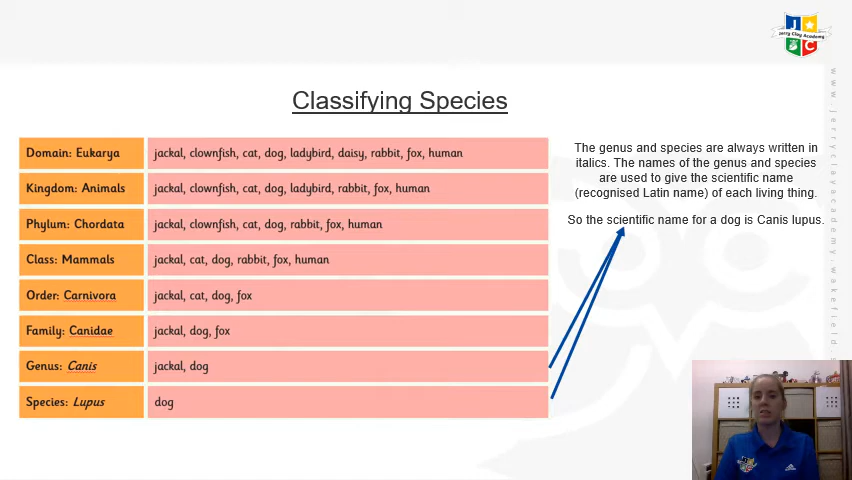 J
C
Jerry Clay Academy
Classifying Species
Domain: Eukarya
jackal, clownfish, cat, dog, ladybird, daisy, rabbit, fox, human
Kingdom: Animals
jackal, clownfish, cat, dog, ladybird, rabbit, fox, human
Phylum: Chordata
jackal, clownfish, cat, dog, rabbit, fox, human
Class: Mammals
jackal, cat, dog, rabbit, fox, human
Order: Carnivora
jackal, cat, dog, fox
Family: Canidae
jackal, dog, fox
Genus: Canis
jackal, dog
Species: Lupus
dog
The genus and species are always written in
italics. The names of the genus and species
are used to give the scientific name
(recognised Latin name) of each living thing.
So the scientific name for a dog is Canis lupus.
www.jerryclayacademy.wakefield.